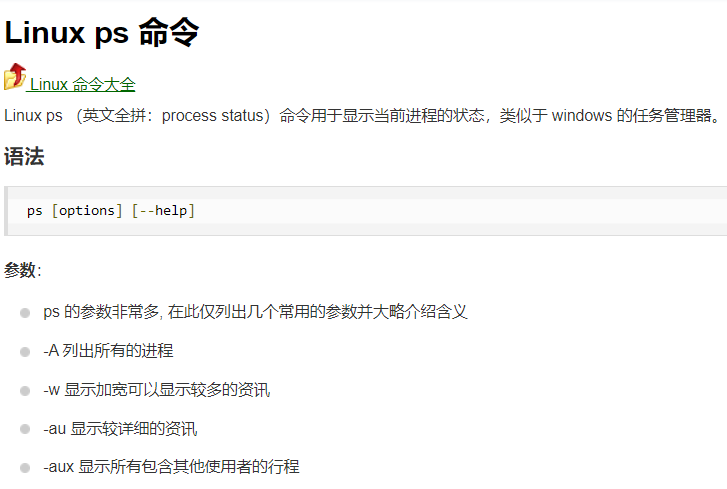 Linux ps 命令
Linux 命令大全
Linux ps （英文全拼：process status）命令用于显示当前进程的状态，类似于 windows 的任务管理器。
语法
ps [options] [--help]
参数：
ps 的参数非常多, 在此仅列出几个常用的参数并大略介绍含义
-A 列出所有的进程
-w 显示加宽可以显示较多的资讯
-au 显示较详细的资讯
-aux 显示所有包含其他使用者的行程